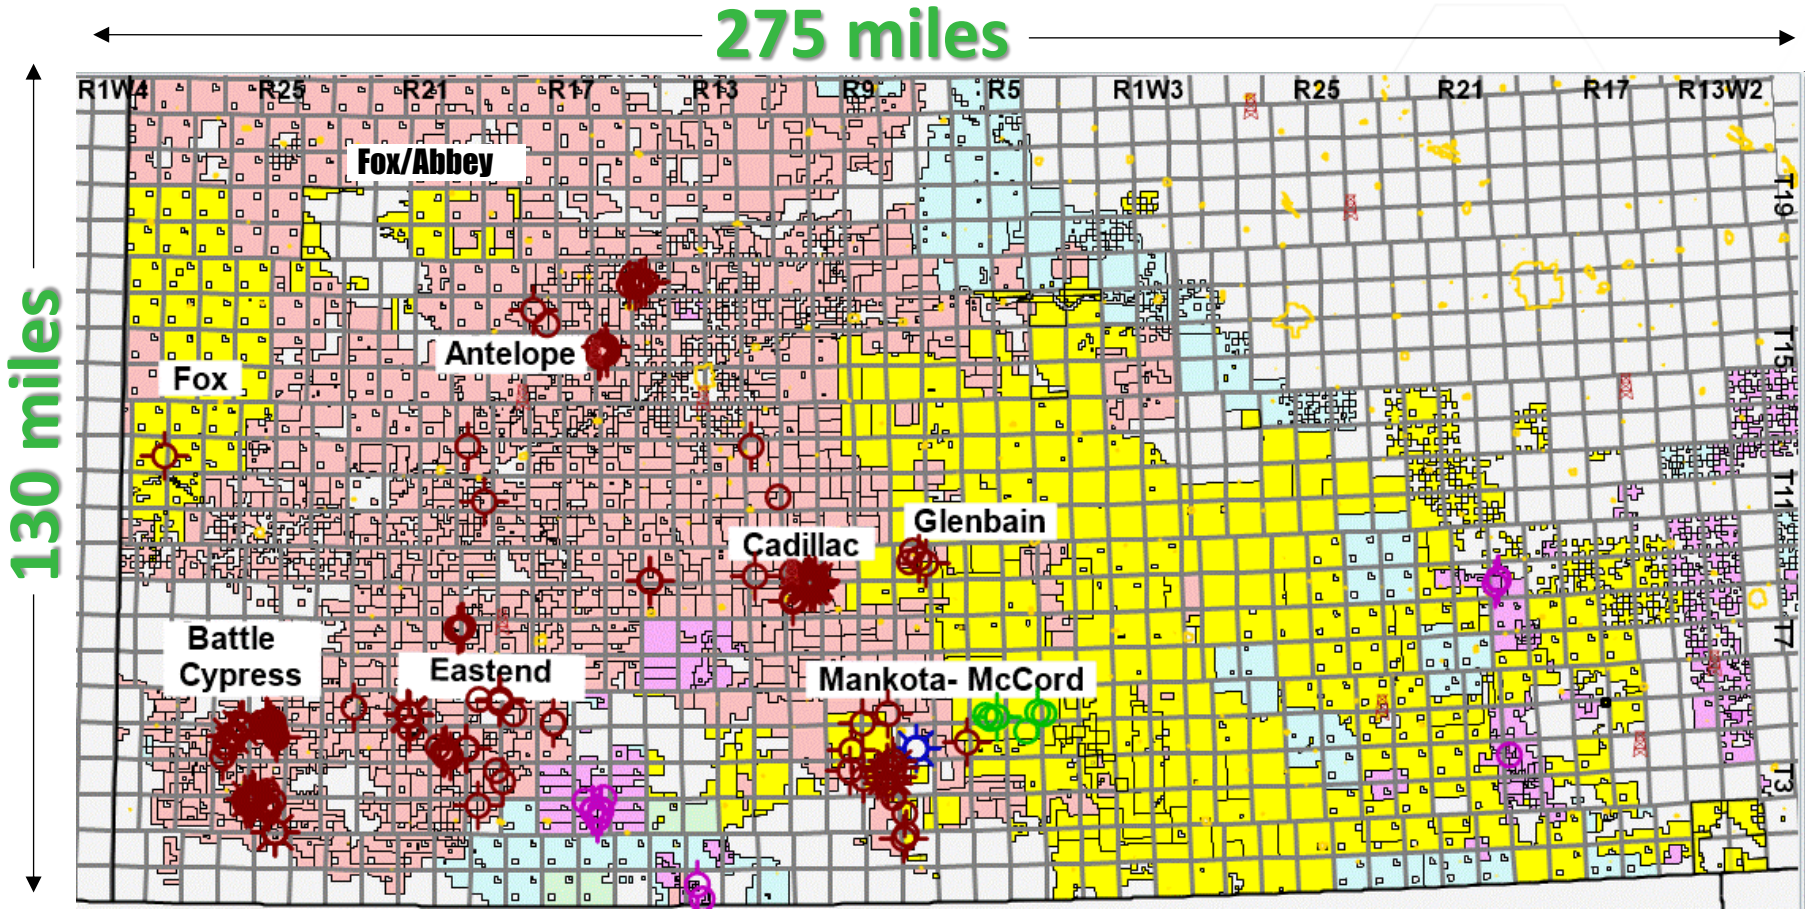 275 miles
130 miles
R1W4 R25 R21 R17 R13 R9 R5 R1W3 R25 R21 R17 R13W2
Fox/Abbey
T19
Antelope
T15
Fox
T11
Glenbain
Cadillac
Battle
Cypress
T7
Eastend
Mankota- McCord
T3